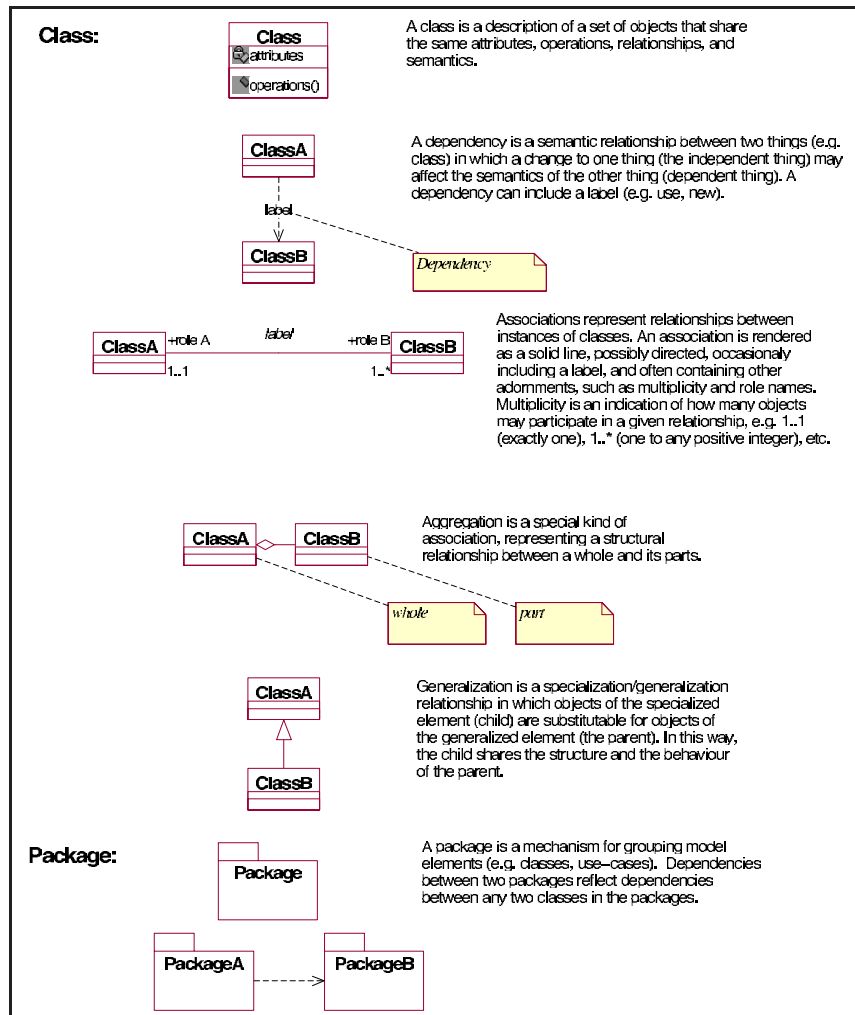 Class:
Class
attributes
operations()
A class is a description of a set of objects that share
the same attributes, operations, relationships, and
semantics.
ClassA
label
ClassB
Dependency
A dependency is a semantic relationship between two things (e.g.
class) in which a change to one thing (the independent thing) may
affect the semantics of the other thing (dependent thing). A
dependency can include a label (e.g. use, new).
ClassA
+role A
label
+role B
ClassB
1..1
1..*
Associations represent relationships between
instances of classes. An association is rendered
as a solid line, possibly directed, occasionaly
including a label, and often containing other
adornments, such as multiplicity and role names.
Multiplicity is an indication of how many objects
may participate in a given relationship, e.g. 1..1
(exactly one), 1..* (one to any positive integer), etc.
ClassA
ClassB
whole
part
Aggregation is a special kind of
association, representing a structural
relationship between a whole and its parts.
ClassA
ClassB
Generalization is a specialization/generalization
relationship in which objects of the specialized
element (child) are substitutable for objects of
the generalized element (the parent). In this way,
the child shares the structure and the behaviour
of the parent.
Package:
Package
A package is a mechanism for grouping model
elements (e.g. classes, use–cases). Dependencies
between two packages reflect dependencies
between any two classes in the packages.
PackageA
PackageB